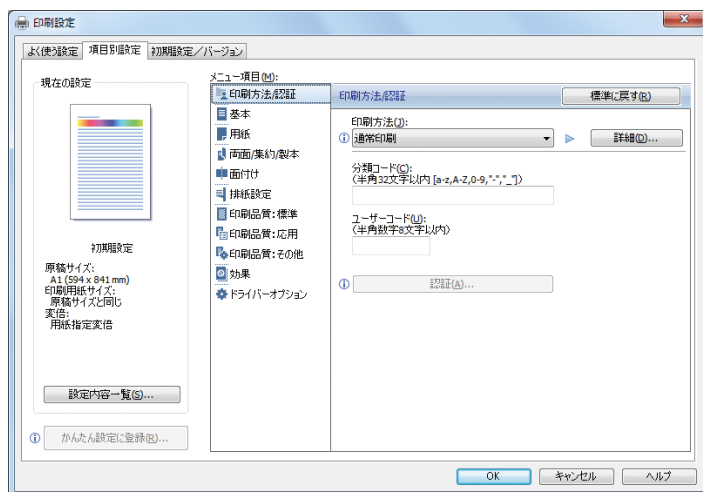 印刷設定
よく使う設定 項目別設定 初期設定／バージョン
現在の設定
初期設定
原稿サイズ:
A1 (594 x 841 mm)
印刷用紙サイズ:
原稿サイズと同じ
変倍:
用紙指定変倍
設定内容一覧(S)...
かんたん設定に登録(R)...
メニュー項目(M):
印刷方法/認証
基本
用紙
両面/集約/製本
面付け
排紙設定
印刷品質:標準
印刷品質:応用
印刷品質:その他
効果
ドライバーオプション
印刷方法/認証
標準に戻す(R)
印刷方法(J):
通常印刷
詳細(D)...
分類コード(C):
(半角32文字以内 [a-z,A-Z,0-9,"-","_"])
ユーザーコード(U):
(半角数字8文字以内)
認証(A)...
OK キャンセル ヘルプ